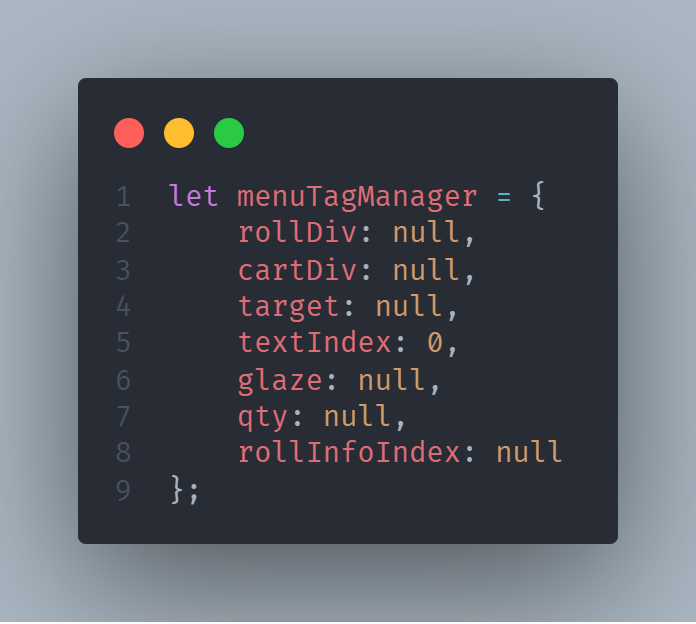 1 let menuTagManager = {
2     rollDiv: null,
3     cartDiv: null,
4     target: null,
5     textIndex: 0,
6     glaze: null,
7     qty: null,
8     rollInfoIndex: null
9 };